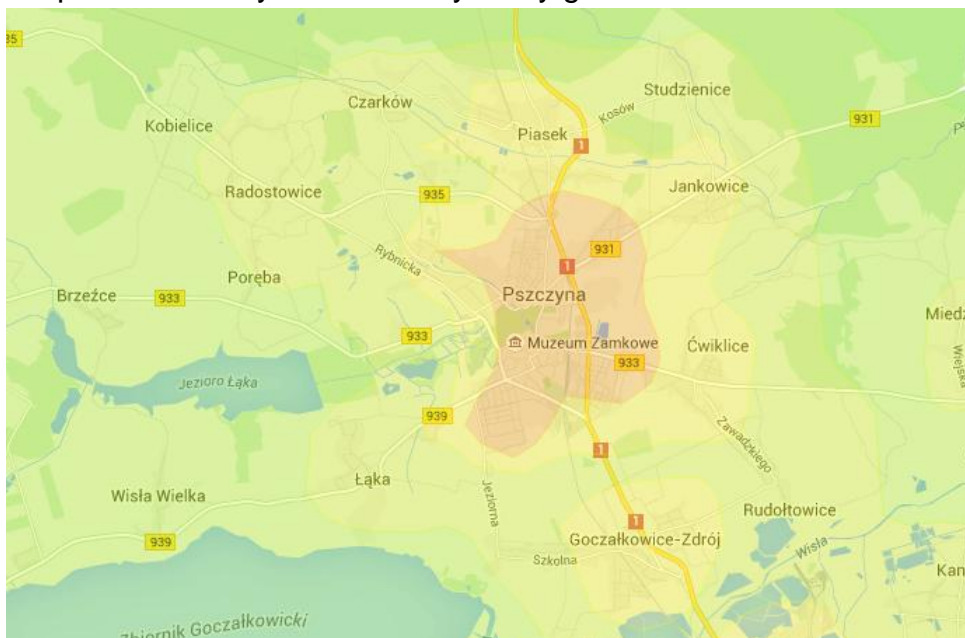 35
Studzienice
Czarków
Kosów
Kobielice
Piasek
931
1
Radostowice
935
Jankowice
Rybnicka
931
1
Poręba
Brzeźce
933
Pszczyna
933
Muzeum Zamkowe
Ćwiklice
933
Wiejska
Jezioro Łąka
939
Zawadzkiego
1
Łąka
Wisła Wielka
Jeziorna
Rudołtowice
1
939
Goczałkowice-Zdrój
Szkolna
Wisła
Zbiornik Goczałkowicki